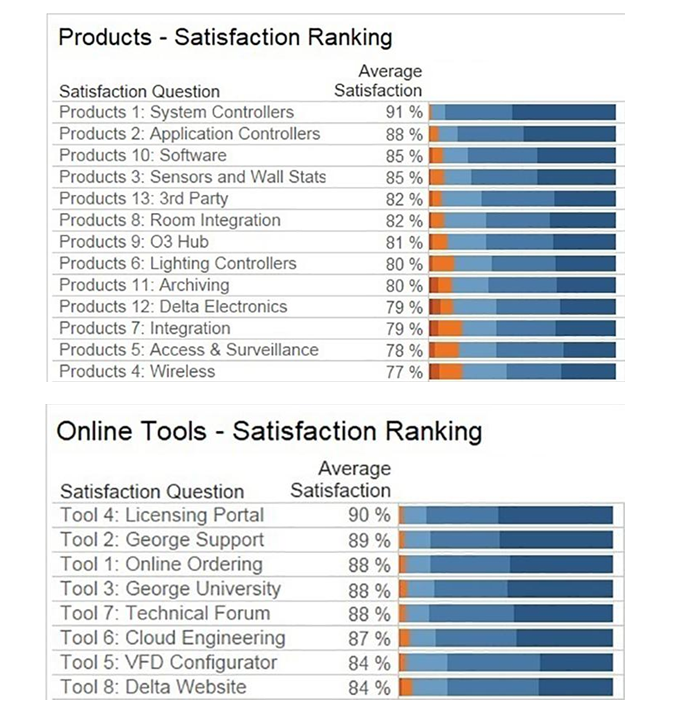 Products - Satisfaction Ranking
Average
Satisfaction Question Satisfaction
Products 1: System Controllers 91 %
Products 2: Application Controllers 88 %
Products 10: Software 85 %
Products 3: Sensors and Wall Stats 85 %
Products 13: 3rd Party 82 %
Products 8: Room Integration 82 %
Products 9: O3 Hub 81 %
Products 6: Lighting Controllers 80 %
Products 11: Archiving 80 %
Products 12: Delta Electronics 79 %
Products 7: Integration 79 %
Products 5: Access & Surveillance 78 %
Products 4: Wireless 77 %
Online Tools - Satisfaction Ranking
Average
Satisfaction Question Satisfaction
Tool 4: Licensing Portal 90 %
Tool 2: George Support 89 %
Tool 1: Online Ordering 88 %
Tool 3: George University 88 %
Tool 7: Technical Forum 88 %
Tool 6: Cloud Engineering 87 %
Tool 5: VFD Configurator 84 %
Tool 8: Delta Website 84 %